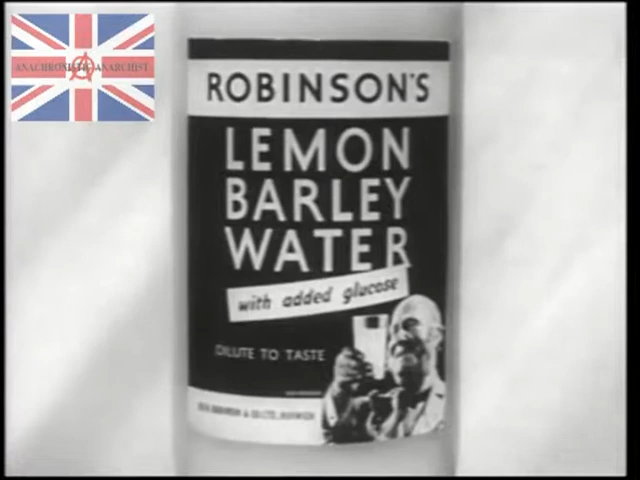 ANACHRONISTIC ANARCHIST
ROBINSON'S
LEMON
BARLEY
WATER
with added glucose
DILUTE TO TASTE